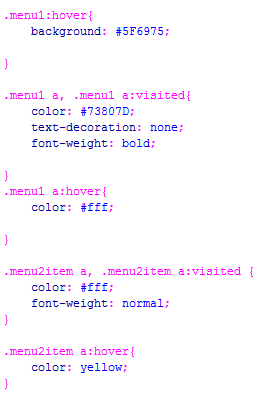 .menu1:hover{
    background: #5F6975;

}

.menu1 a, .menu1 a:visited{
    color: #73807D;
    text-decoration: none;
    font-weight: bold;

}
.menu1 a:hover{
    color: #fff;

}

.menu2item a, .menu2item a:visited {
    color: #fff;
    font-weight: normal;
}

.menu2item a:hover{
    color: yellow;
}